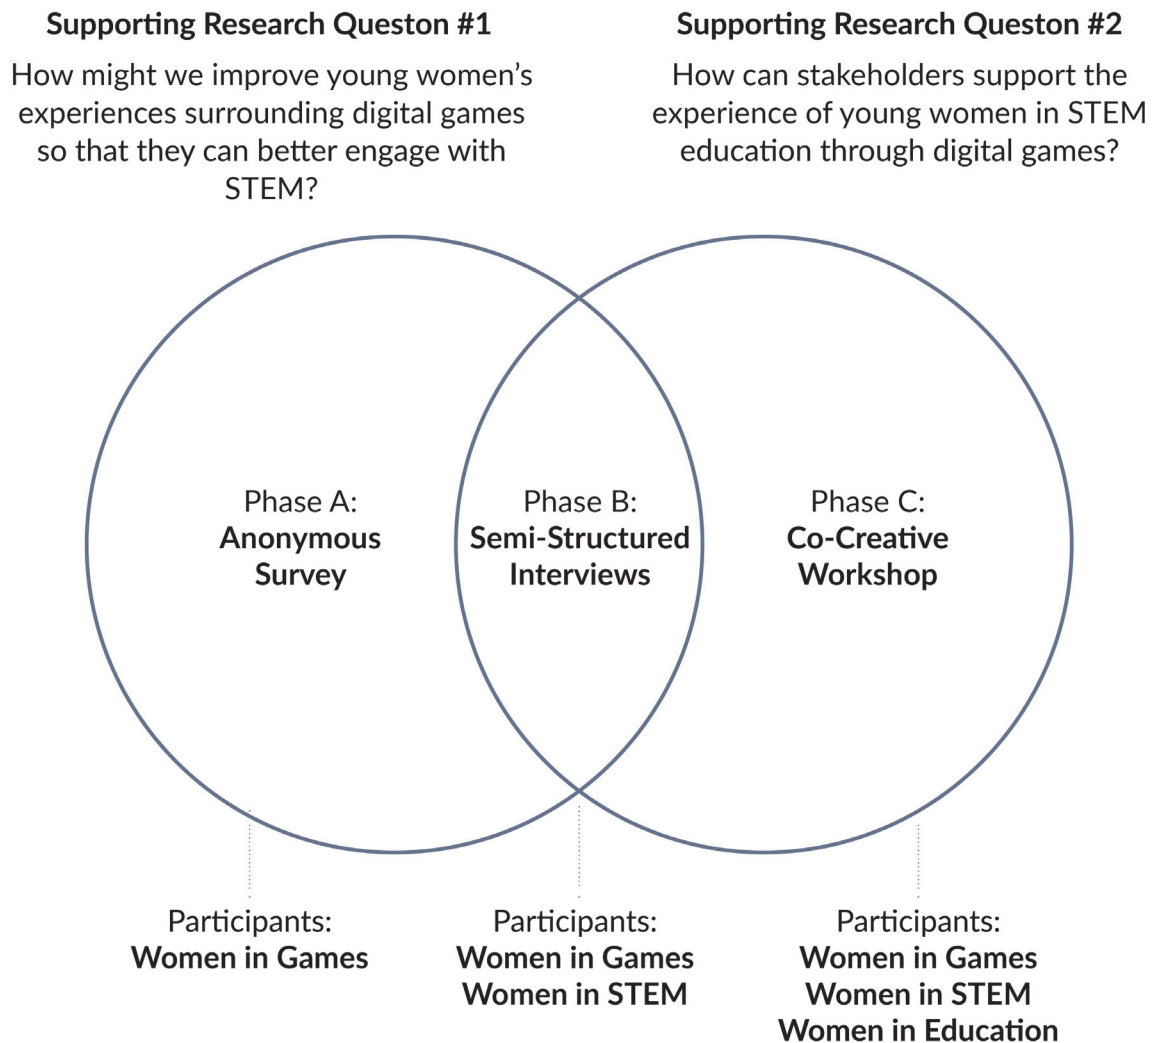 Supporting Research Queston #1
How might we improve young women’s
experiences surrounding digital games
so that they can better engage with
STEM?
Supporting Research Queston #2
How can stakeholders support the
experience of young women in STEM
education through digital games?
Phase A:
Anonymous
Survey
Phase B:
Semi-Structured
Interviews
Phase C:
Co-Creative
Workshop
Participants:
Women in Games
Participants:
Women in Games
Women in STEM
Participants:
Women in Games
Women in STEM
Women in Education